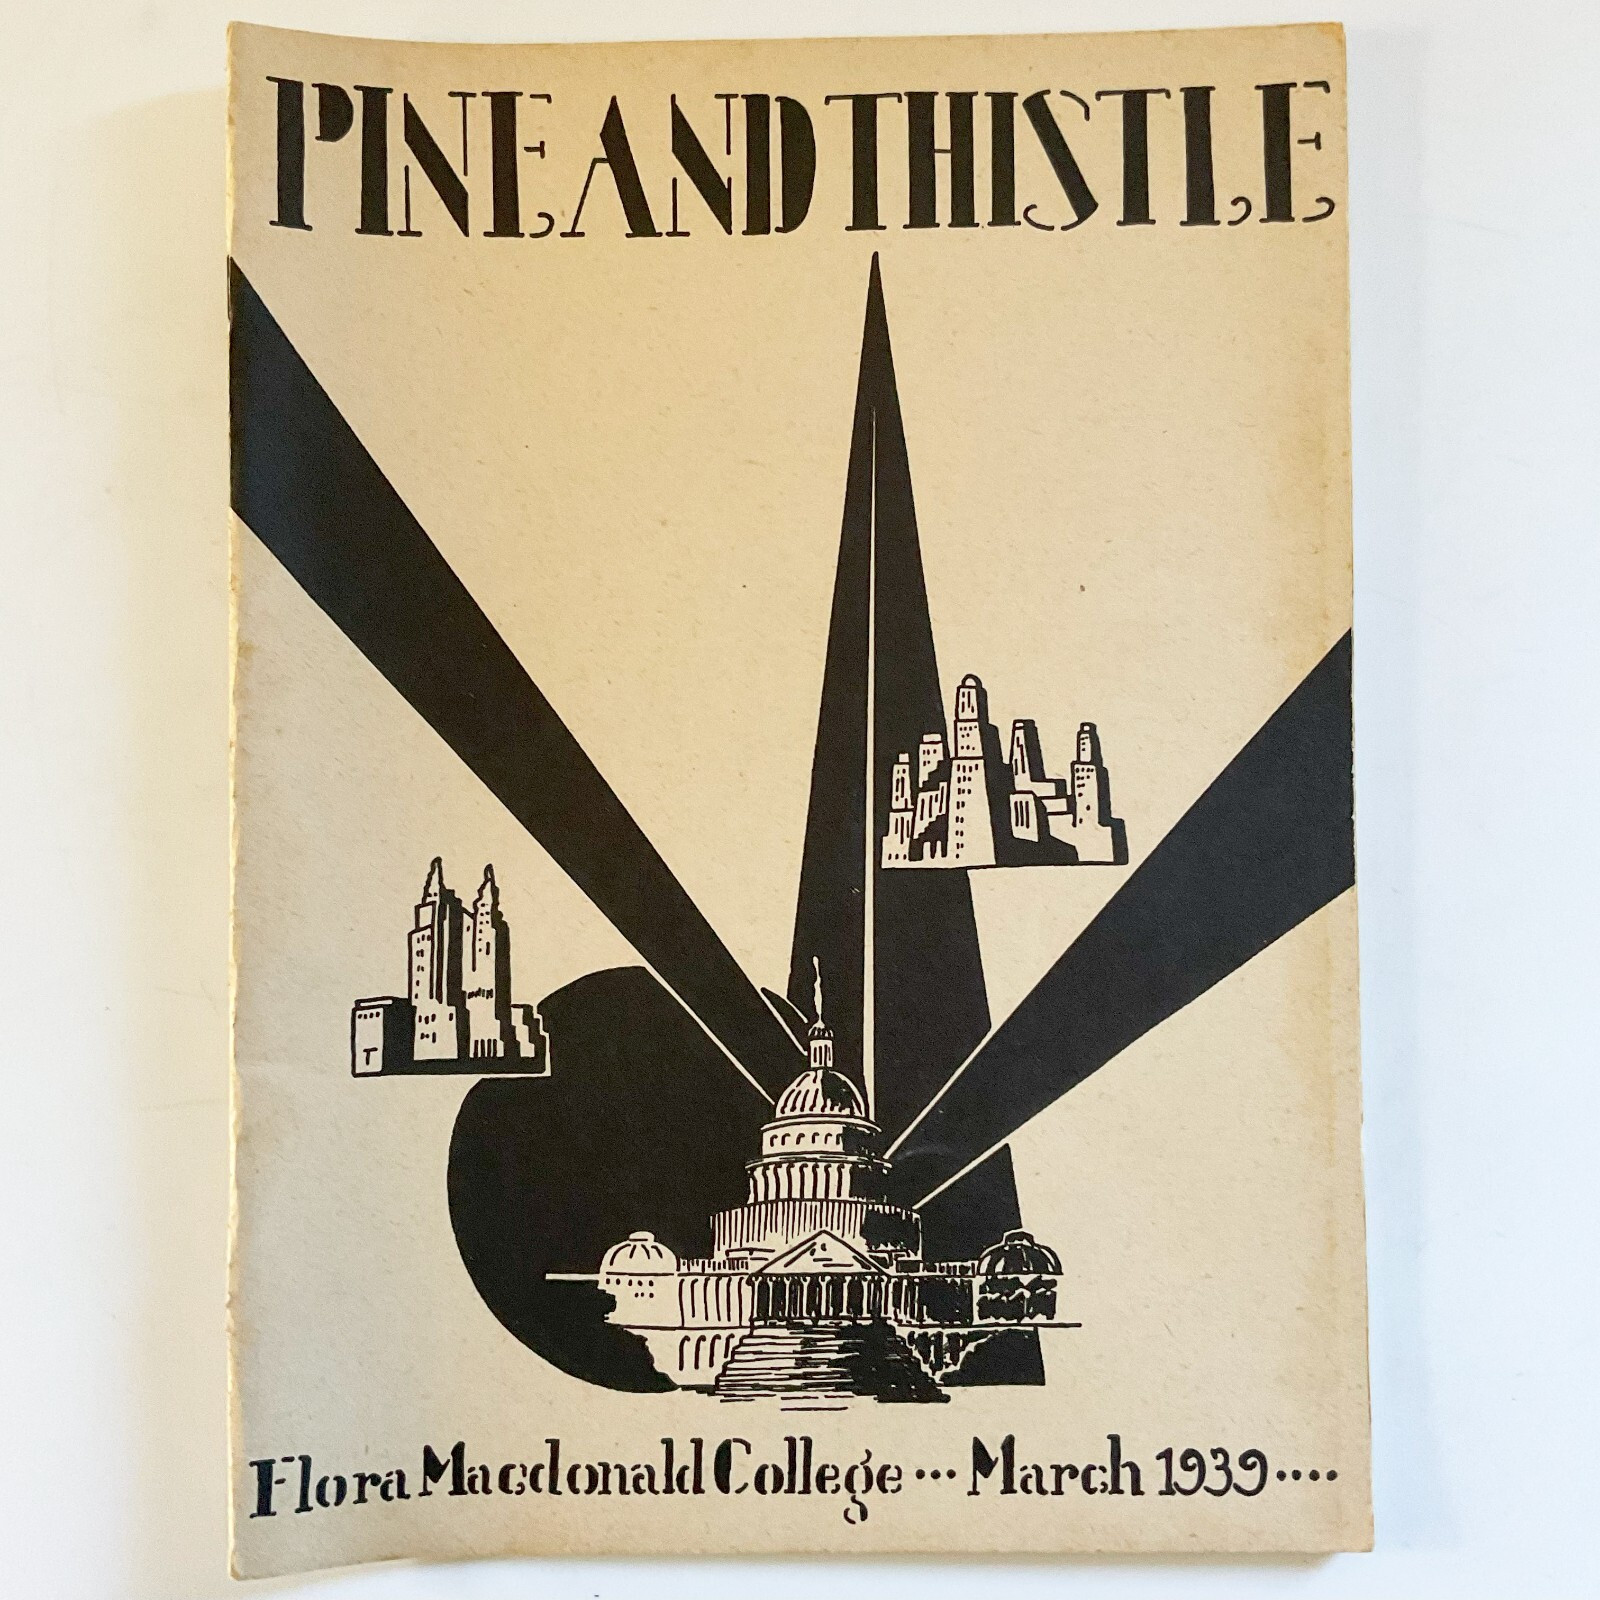 PINE AND THISTLE
T
Flora Macdonald College ... March 1939 ....